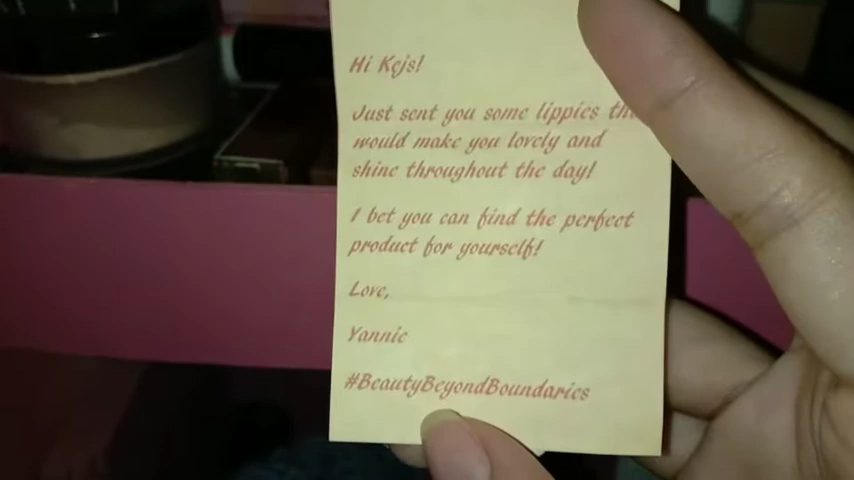 Hi Kejs!
Just sent you some lippies
would make you lovely and
shine throughout the day!
I bet you can find the perfect
product for yourself!
Love,
Yannie
#BeautyBeyondBoundaries